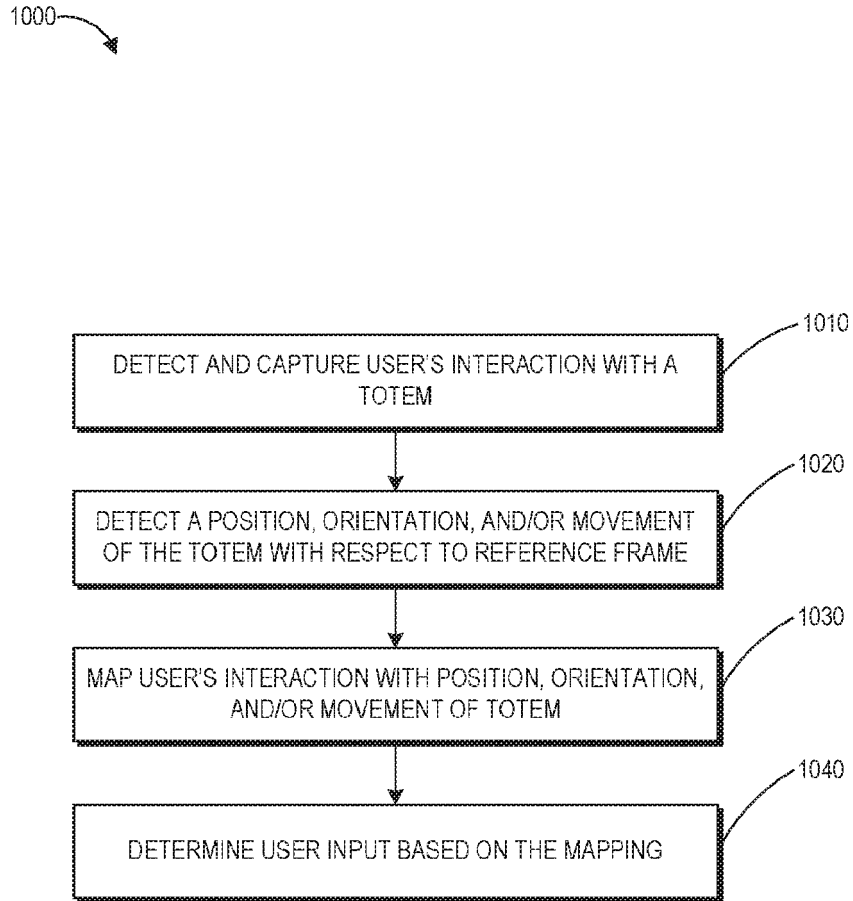 1000
1010
DETECT AND CAPTURE USER'S INTERACTION WITH A
TOTEM
1020
DETECT A POSITION, ORIENTATION, AND/OR MOVEMENT
OF THE TOTEM WITH RESPECT TO REFERENCE FRAME
1030
MAP USER'S INTERACTION WITH POSITION, ORIENTATION,
AND/OR MOVEMENT OF TOTEM
1040
DETERMINE USER INPUT BASED ON THE MAPPING